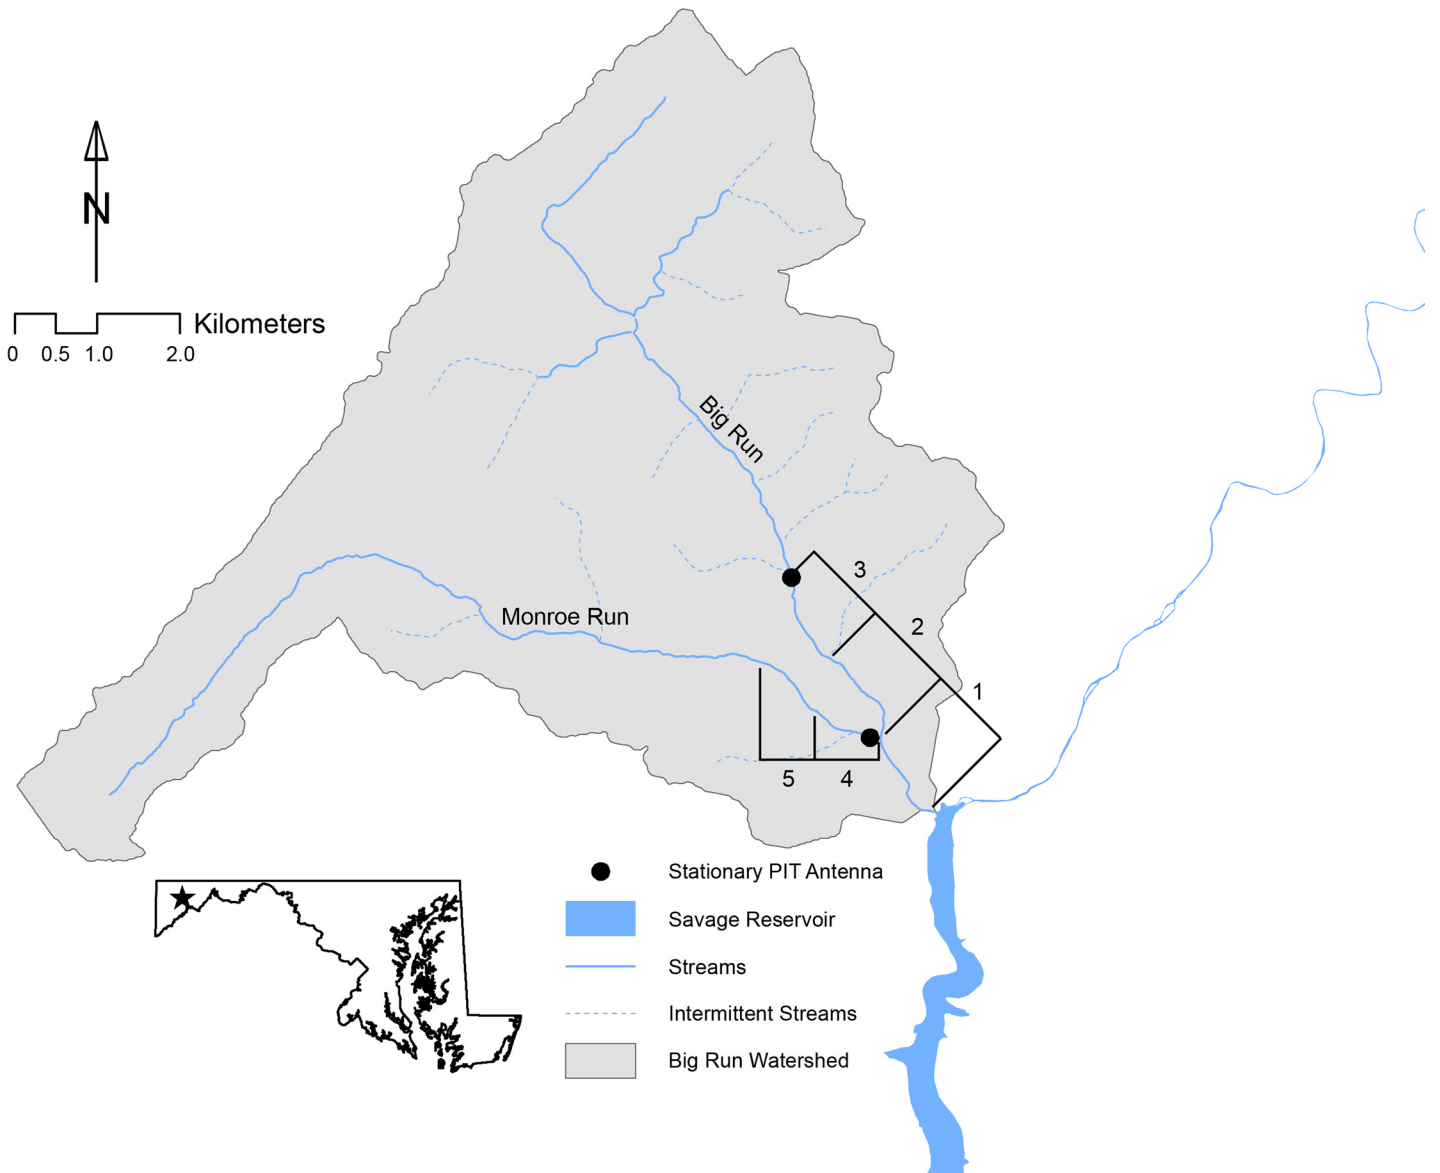 N
Kilometers
0 0.5 1.0 2.0
Big Run
Monroe Run
3
2
1
5 4
Stationary PIT Antenna
Savage Reservoir
Streams
Intermittent Streams
Big Run Watershed